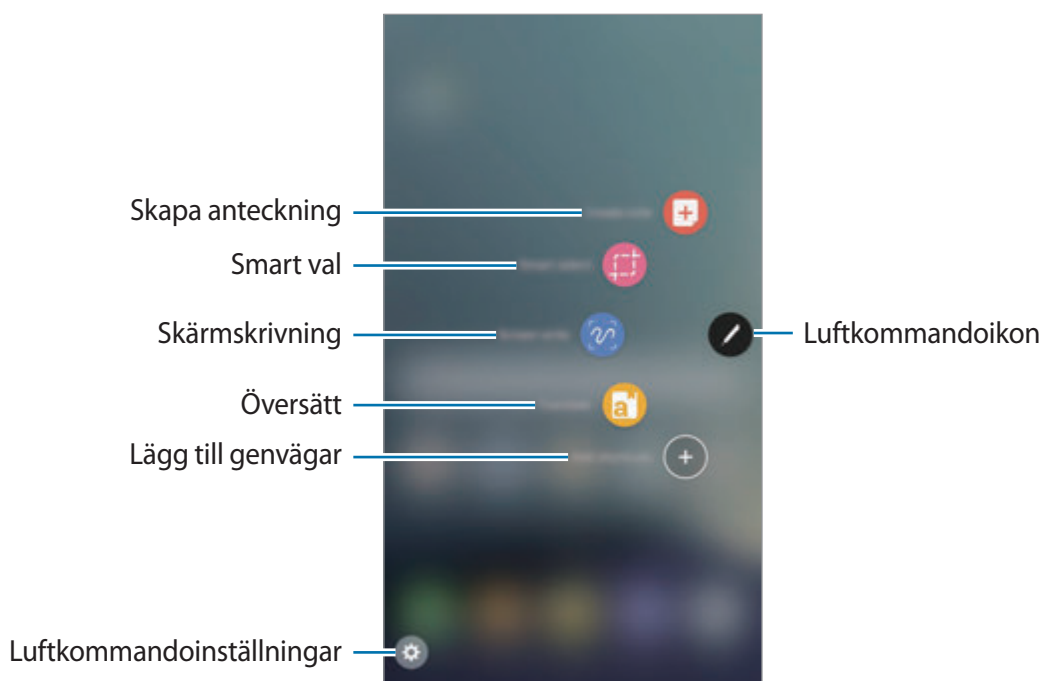 Skapa anteckning
Smart val
Skärmskrivning
Luftkommandoikon
Översätt
Lägg till genvägar
Luftkommandoinställningar